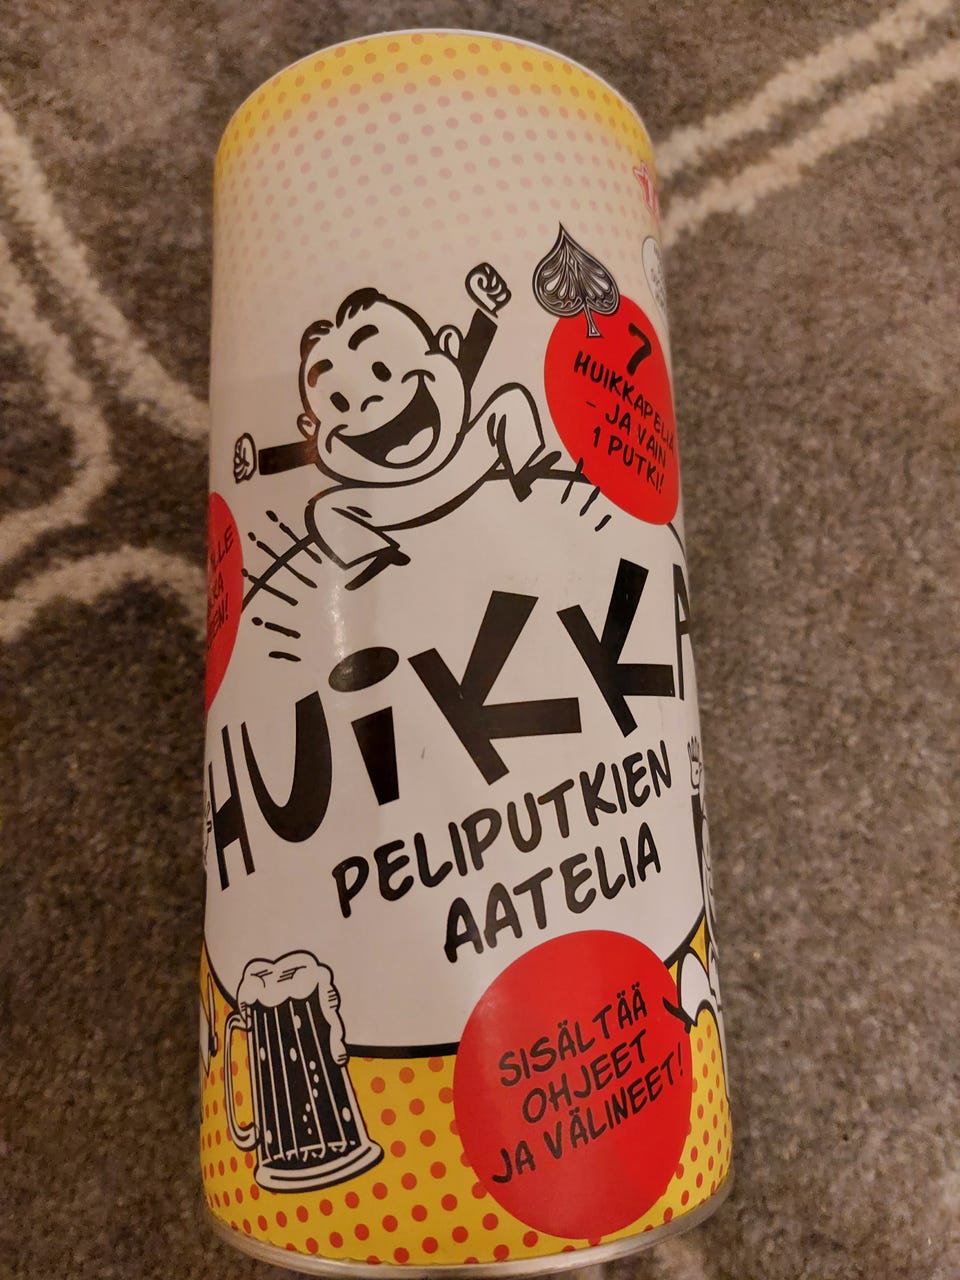 7
HUIKKAPELIÄ
- JA VAIN
1 PUTKI!
HUiKKA
PELIPUTKIEN
AATELIA
SISÄLTÄÄ
OHJEET
JA VÄLINEET!